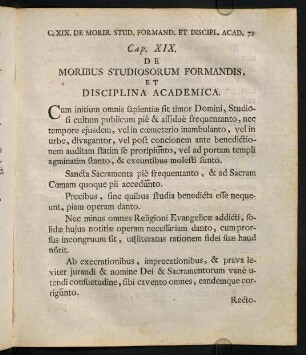 C. XIX. DE MORIB. STUD. FORMAND. ET DISCIPL. ACAD. 71
Cap. XIX.
DE
MORIBUS STUDIOSORUM FORMANDIS,
ET
DISCIPLINA ACADEMICA.
Cum initium omnis sapientiæ sit timor Domini, Studio-
si cultum publicum piè & assiduè frequentanto, nec
tempore ejusdem, vel in cœmeterio inambulanto, vel in
urbe, divagantor, vel post concionem ante benedictio-
nem auditam statim se proripiũnto, vel ad portam templi
agminatim stanto, & exeuntibus molesti sunto.
Sancta Sacramenta piè frequentanto, & ad Sacram
Cœnam quoque pii accedũnto.
Precibus, sine quibus studia benedicta esse neque-
unt, piam operam danto.
Nec minus omnes Religioni Evangelicæ addicti, so-
lidæ hujus notitiæ operam necessariam danto, cum pror-
sus incongruum sit, ut literatus rationem fidei suæ haud
nôrit.
Ab execrationibus, imprecationibus, & prava le-
viter jurandi & nomine Dei & Sacramentorum vanè u-
tendi consuetudine, sibi cavento omnes, eandemque cor-
rigũnto.
Recto-